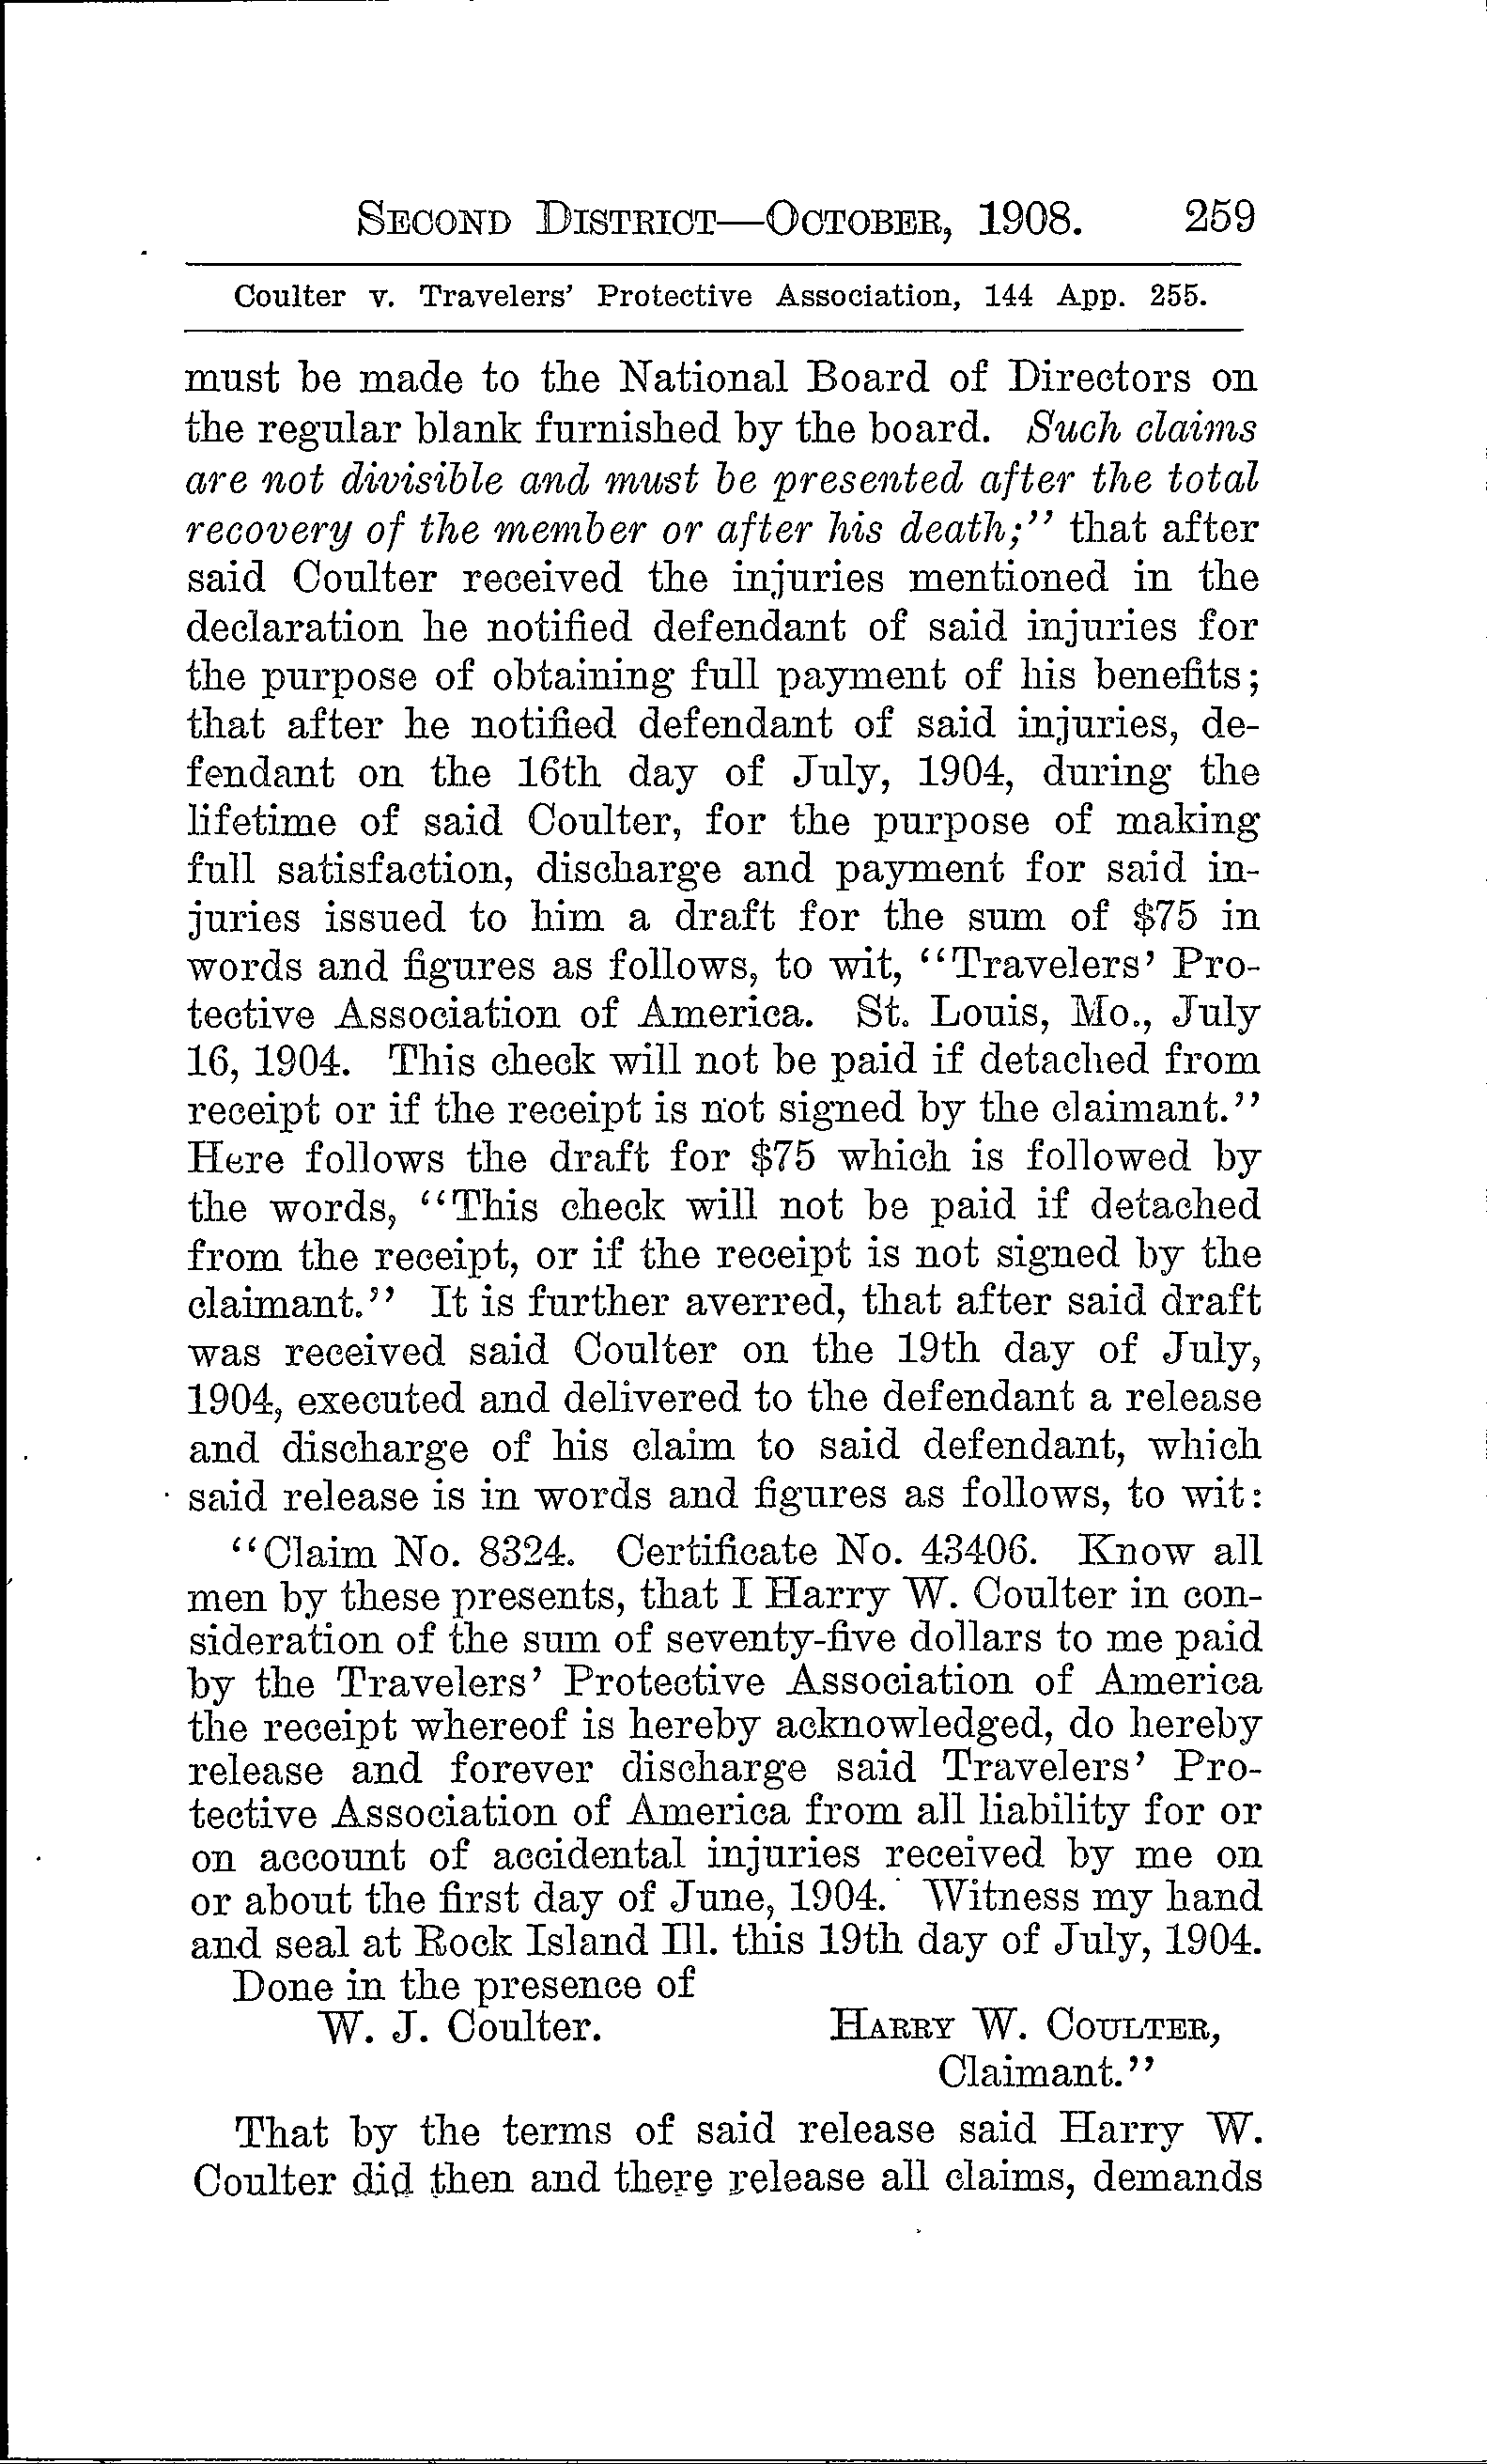 SECOND DISTRICT—OCTOBER, 1908. 259
Coulter v. Travelers' Protective Association, 144 App. 255.
must be made to the National Board of Directors on
the regular blank furnished by the board. Such claims
are not divisible and must be presented after the total
recovery of the member or after his death;'' that after
said Coulter received the injuries mentioned in the
declaration he notified defendant of said injuries for
the purpose of obtaining full payment of his benefits;
that after he notified defendant of said injuries, de-
fendant on the 16th day of July, 1904, during the
lifetime of said Coulter, for the purpose of making
full satisfaction, discharge and payment for said in-
juries issued to him a draft for the sum of $75 in
words and figures as follows, to wit, ''Travelers' Pro-
tective Association of America. St. Louis, Mo., July
16, 1904. This check will not be paid if detached from
receipt or if the receipt is not signed by the claimant.''
Here follows the draft for $75 which is followed by
the words, ''This check will not be paid if detached
from the receipt, or if the receipt is not signed by the
claimant.'' It is further averred, that after said draft
was received said Coulter on the 19th day of July,
1904, executed and delivered to the defendant a release
and discharge of his claim to said defendant, which
said release is in words and figures as follows, to wit:
''Claim No. 8324. Certificate No. 43406. Know all
men by these presents, that I Harry W. Coulter in con-
sideration of the sum of seventy-five dollars to me paid
by the Travelers' Protective Association of America
the receipt whereof is hereby acknowledged, do hereby
release and forever discharge said Travelers' Pro-
tective Association of America from all liability for or
on account of accidental injuries received by me on
or about the first day of June, 1904. Witness my hand
and seal at Rock Island Ill. this 19th day of July, 1904.
Done in the presence of
W. J. Coulter. HARRY W. COULTER,
Claimant.''
That by the terms of said release said Harry W.
Coulter did then and there release all claims, demands